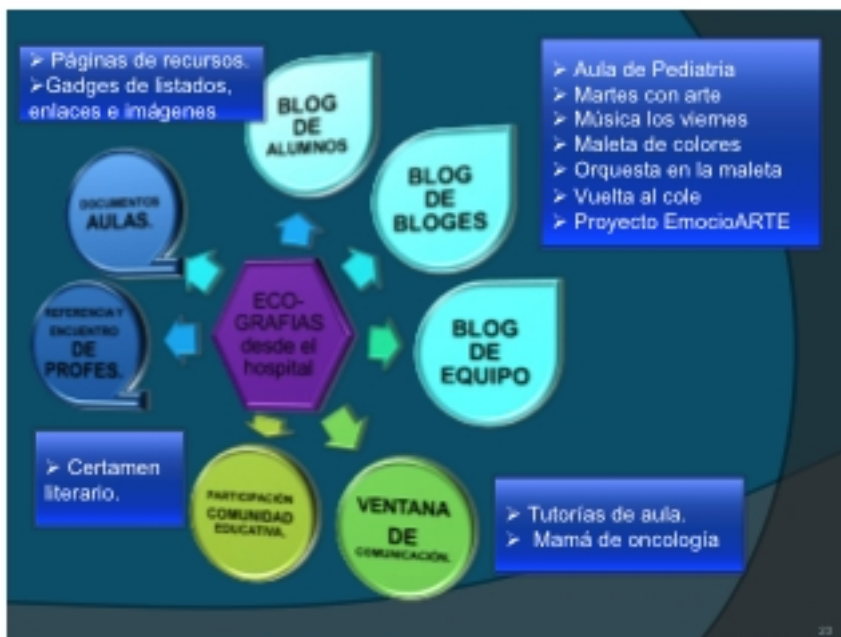 ➢ Páginas de recursos.
➢Gadges de listados,
enlaces e imágenes
BLOG
DE
ALUMNOS
➢ Aula de Pediatria
➢ Martes con arte
➢ Música los viernes
➢ Maleta de colores
➢ Orquesta en la maleta
➢ Vuelta al cole
➢ Proyecto EmocioARTE
BLOG
DE
BLOGES
DOCUMENTOS
AULAS.
ECO-
GRAFIAS
desde el
hospital
REFERENCIA Y
ENCUENTRO
DE
PROFES.
BLOG
DE
EQUIPO
➢ Certamen
literario.
PARTICIPACIÓN
COMUNIDAD
EDUCATIVA.
VENTANA
DE
COMUNICACIÓN.
➢ Tutorías de aula.
➢ Mamá de oncología
23